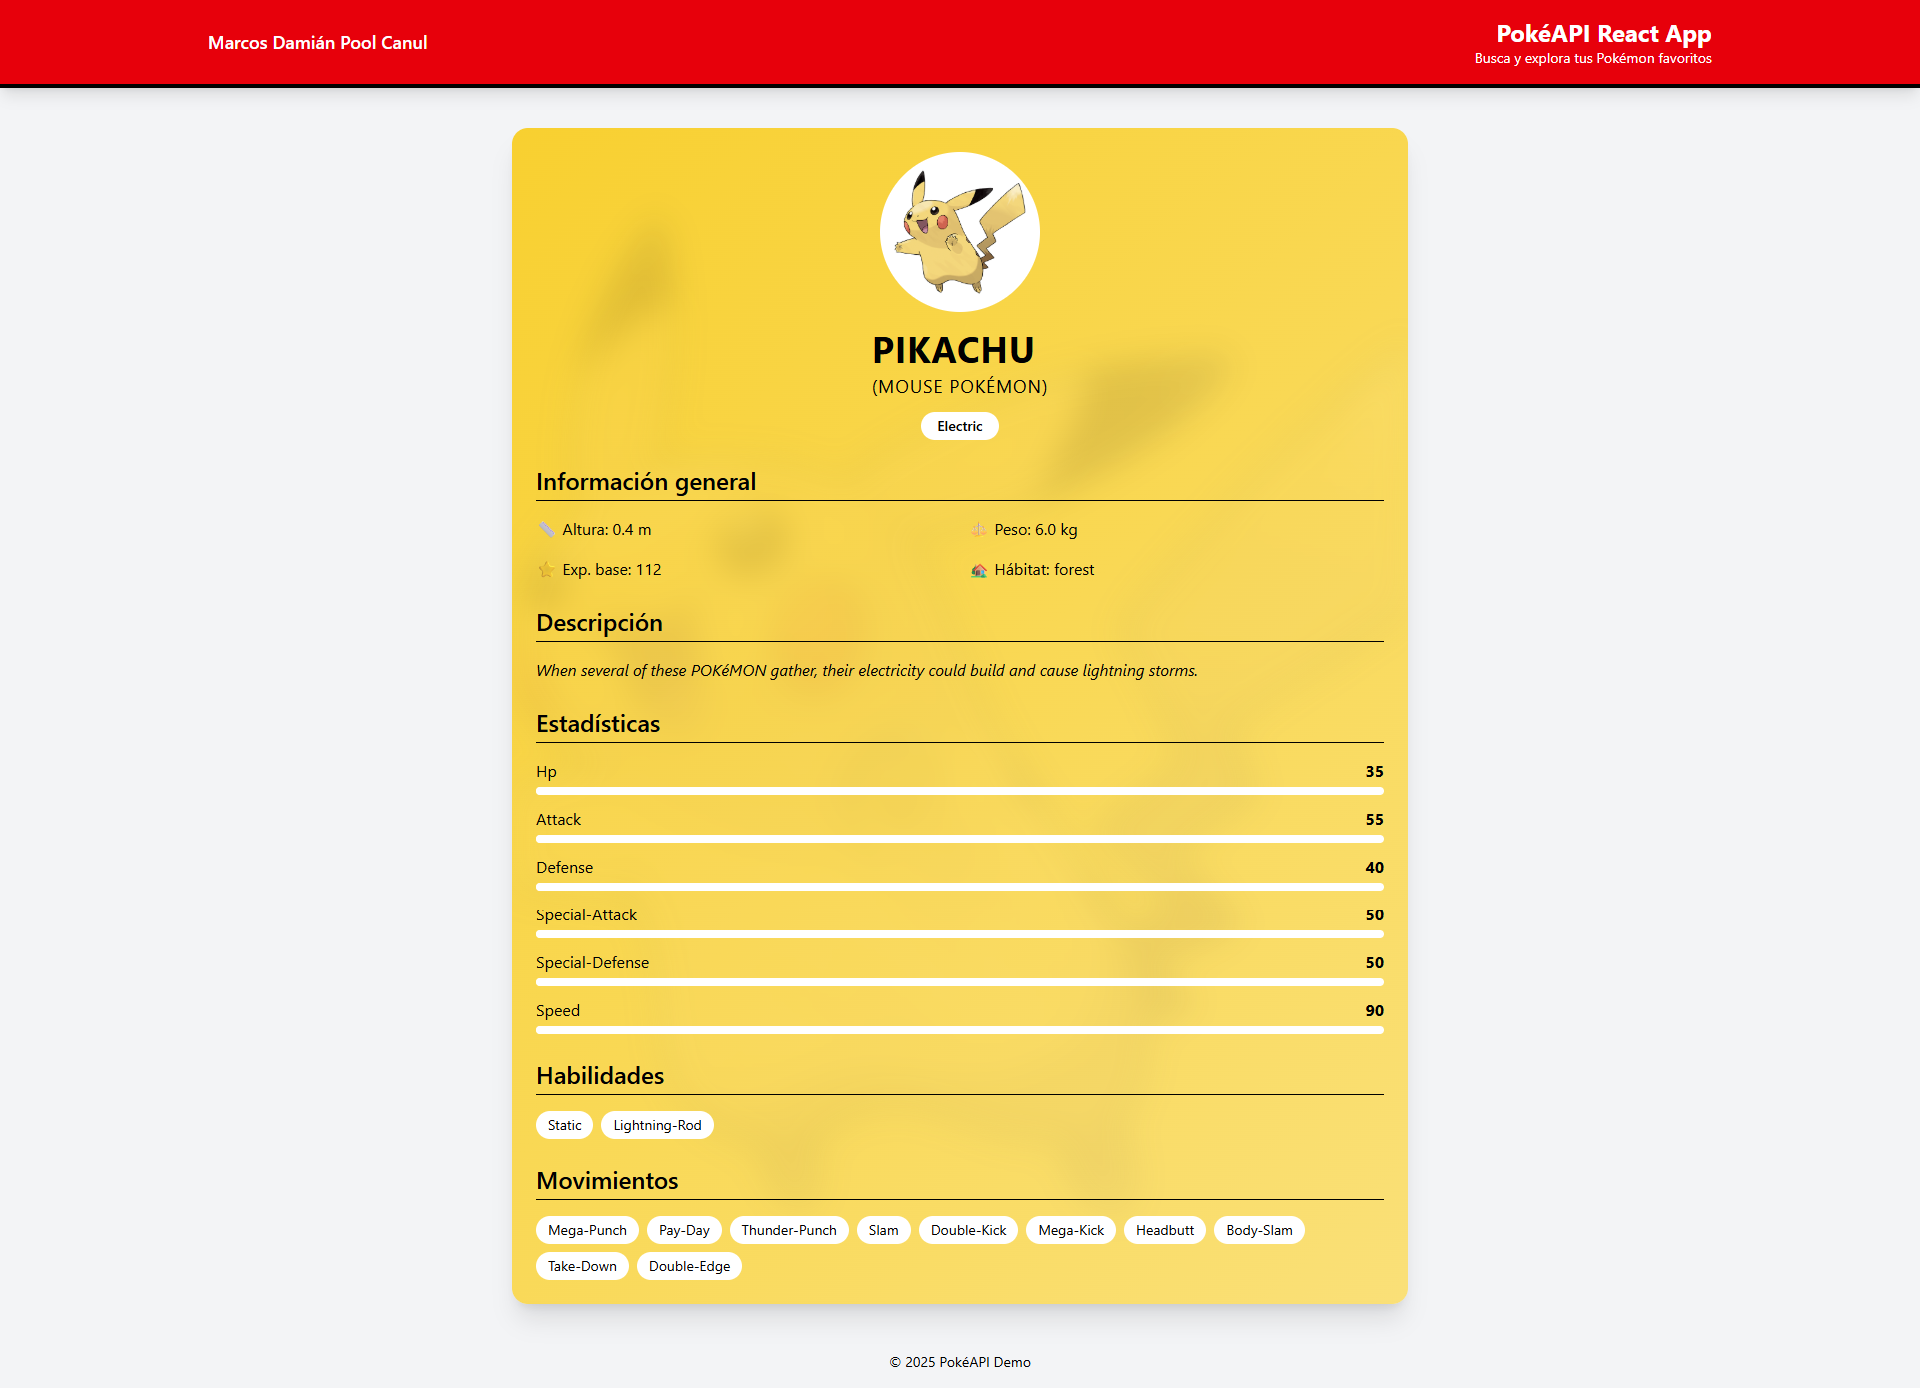 Marcos Damián Pool Canul
PokéAPI React App
Busca y explora tus Pokémon favoritos
PIKACHU
(MOUSE POKÉMON)
Electric
Información general
Altura: 0.4 m
Peso: 6.0 kg
Exp. base: 112
Hábitat: forest
Descripción
When several of these POKéMON gather, their electricity could build and cause lightning storms.
Estadísticas
Hp 35
Attack 55
Defense 40
Special-Attack 50
Special-Defense 50
Speed 90
Habilidades
Static Lightning-Rod
Movimientos
Mega-Punch Pay-Day Thunder-Punch Slam Double-Kick Mega-Kick Headbutt Body-Slam
Take-Down Double-Edge
© 2025 PokéAPI Demo